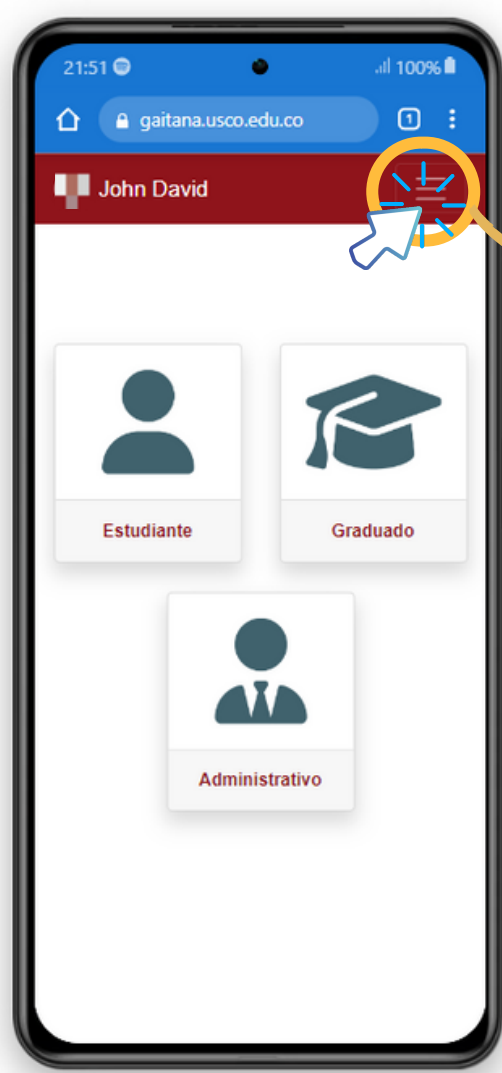 21:51 100%
gaitana.usco.edu.co 1
John David
Estudiante Graduado
Administrativo